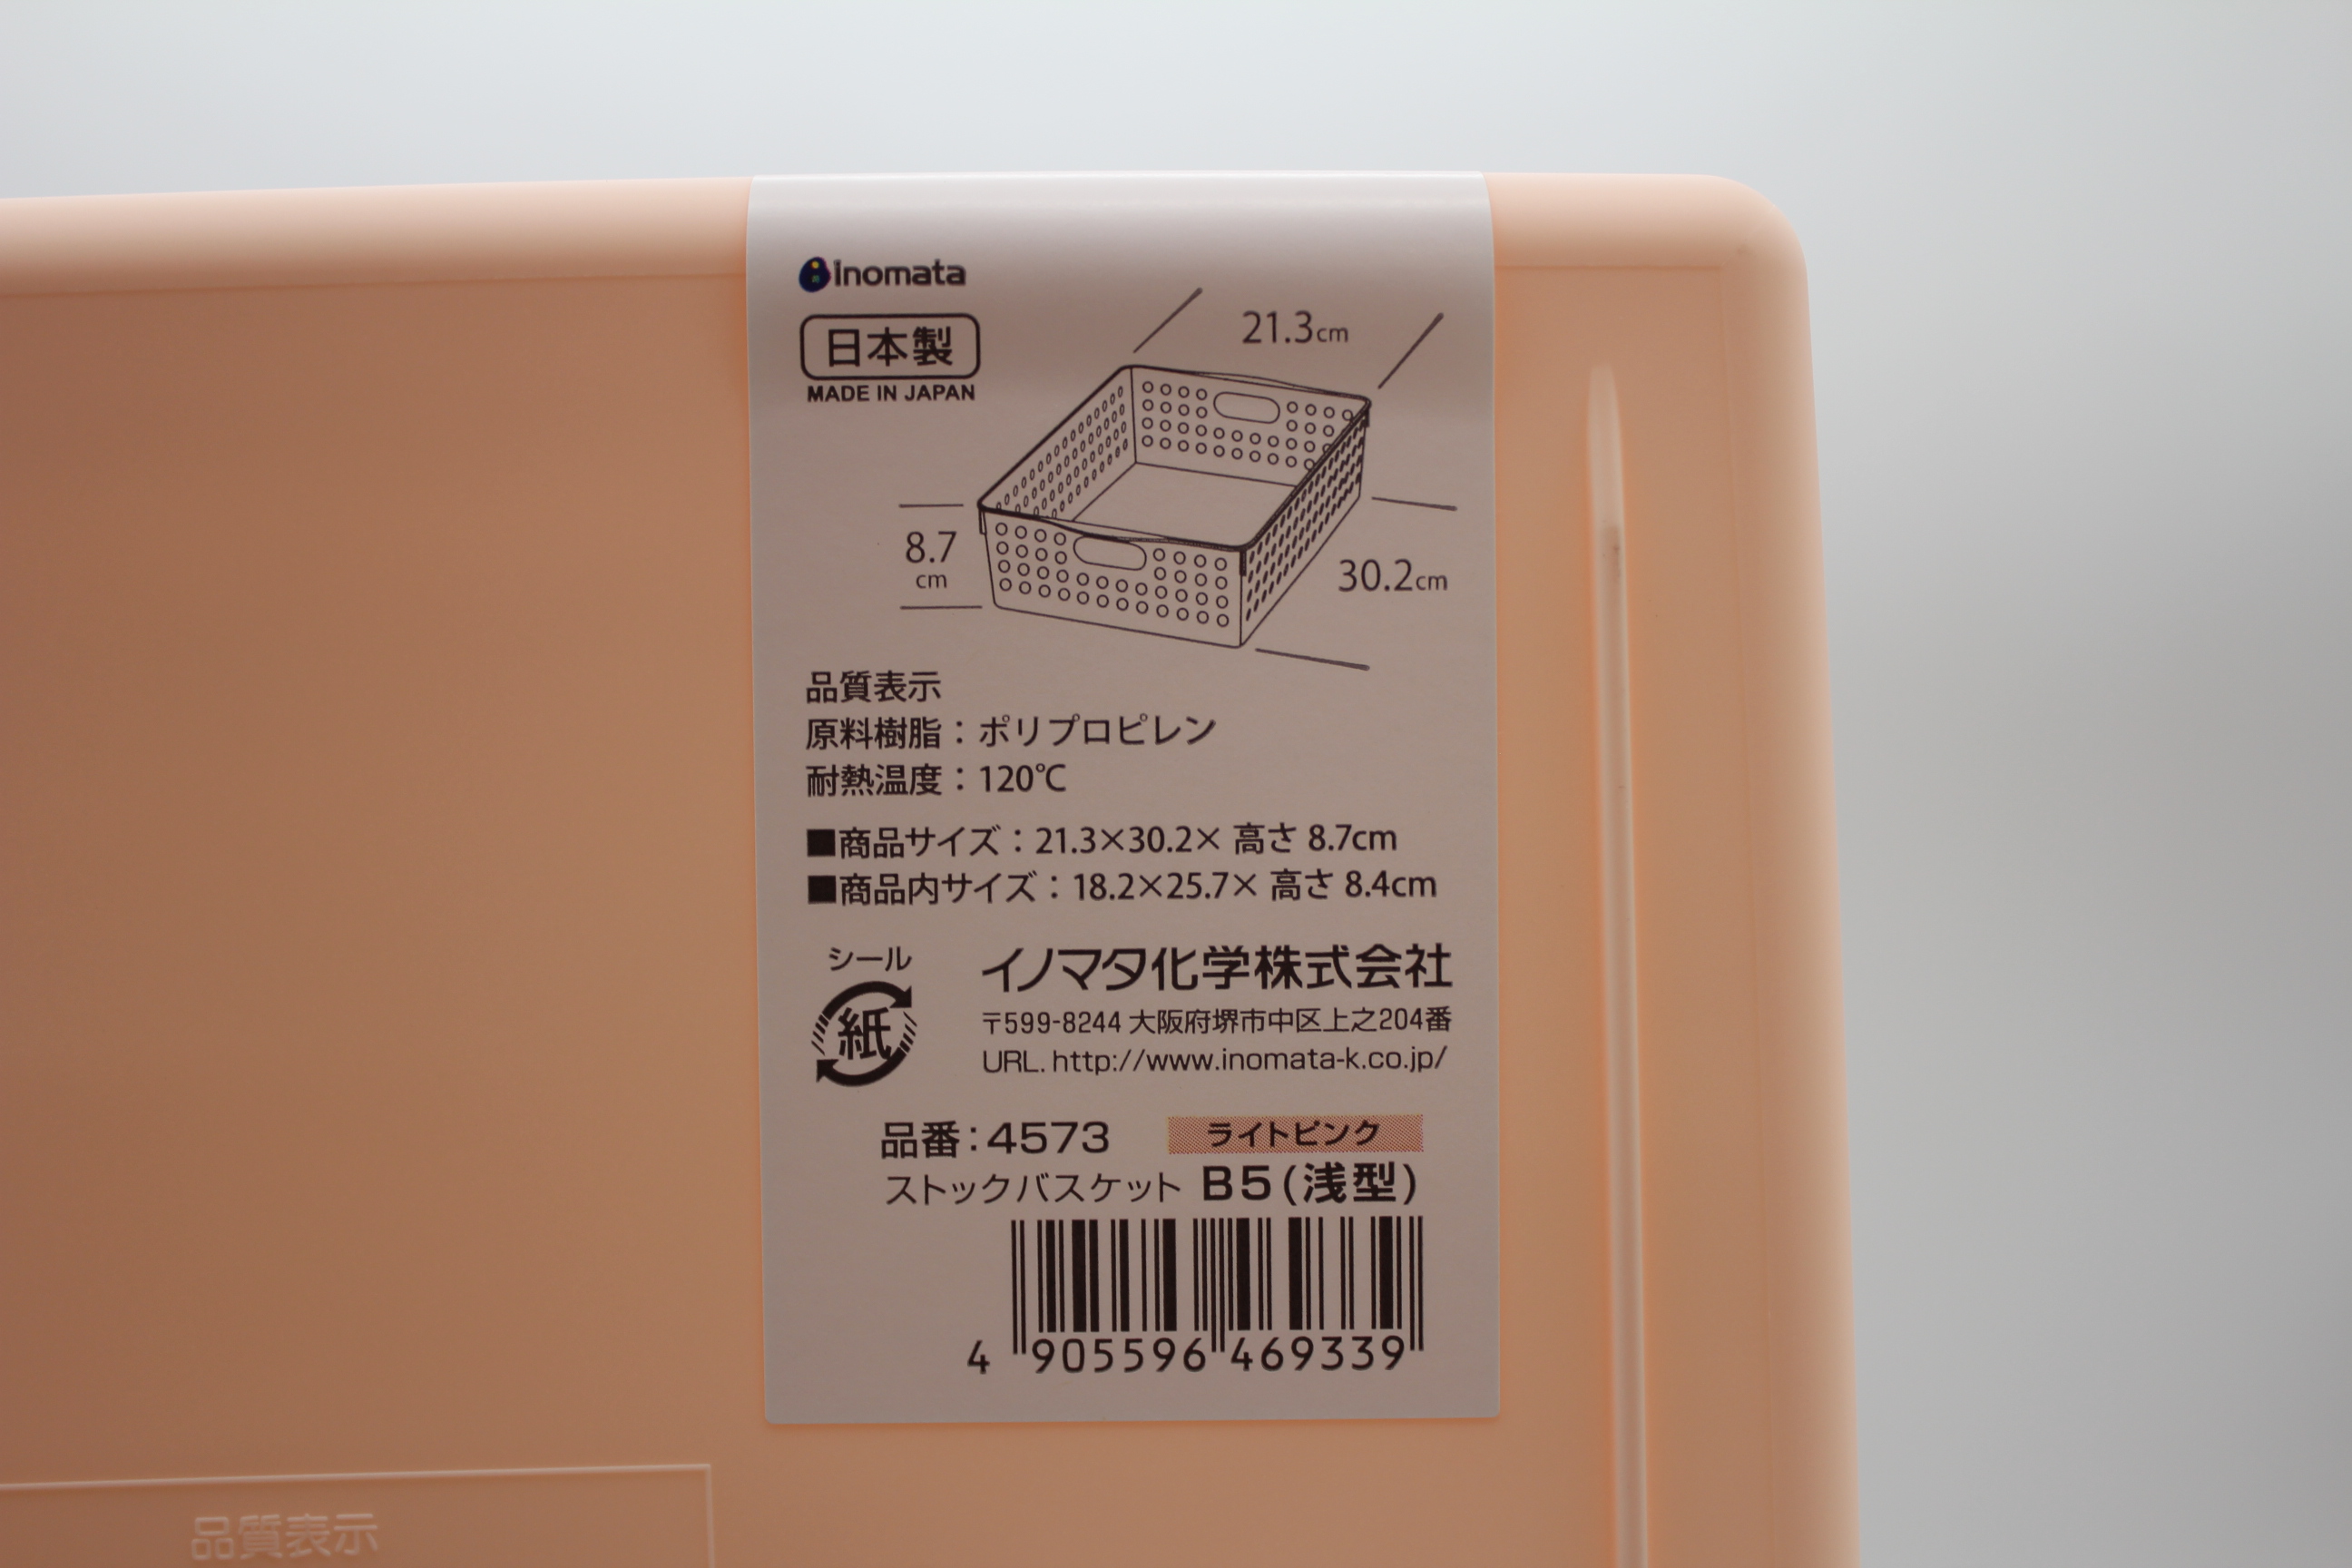 inomata
日本製
MADE IN JAPAN
21.3cm
8.7
cm
30.2cm
品質表示
原料樹脂：ポリプロピレン
耐熱温度：120℃
■商品サイズ：21.3×30.2× 高さ 8.7cm
■商品内サイズ：18.2×25.7× 高さ 8.4cm
シール
紙
イノマタ化学株式会社
〒599-8244 大阪府堺市中区上之204番
URL. http://www.inomata-k.co.jp/
品番:4573 ライトピンク
ストックバスケット B5(浅型)
4 905596 469339
品質表示